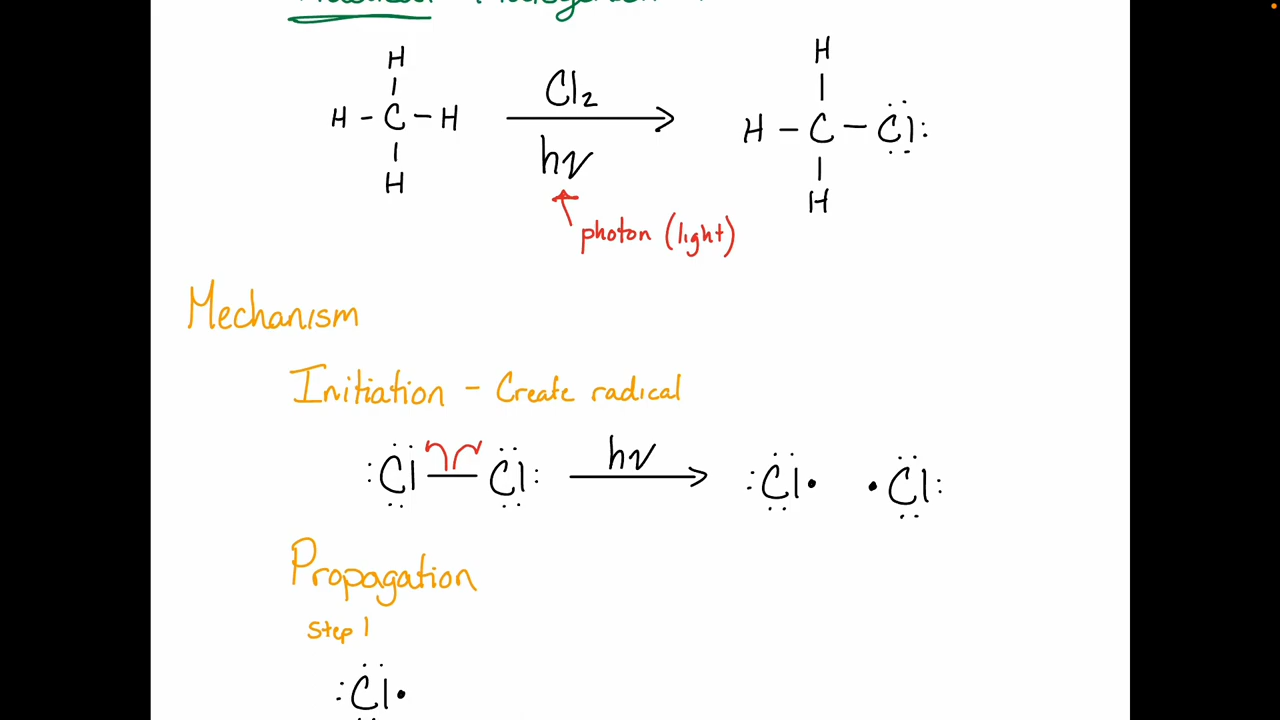 H H
Cl₂
H - C - H H - C - Cl:
hν
H H
photon (light)
Mechanism
Initiation - Create radical
:Cl — Cl: hν :Cl• •Cl:
Propagation
Step 1
:Cl•